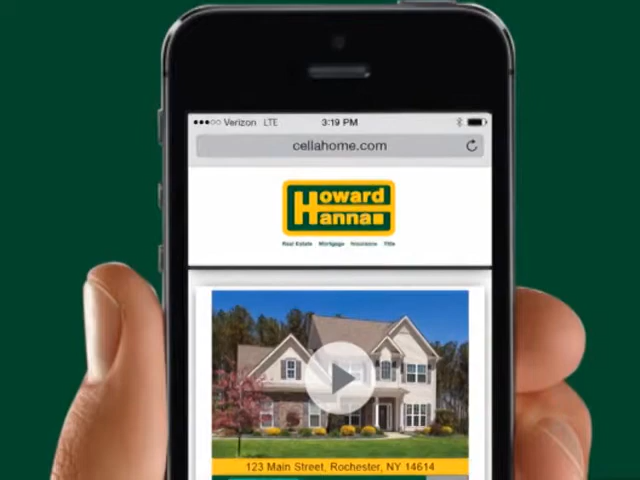 Verizon LTE 3:19 PM
cellahome.com
Howard
Hanna
Real Estate Mortgage Insurance Title
123 Main Street, Rochester, NY 14614